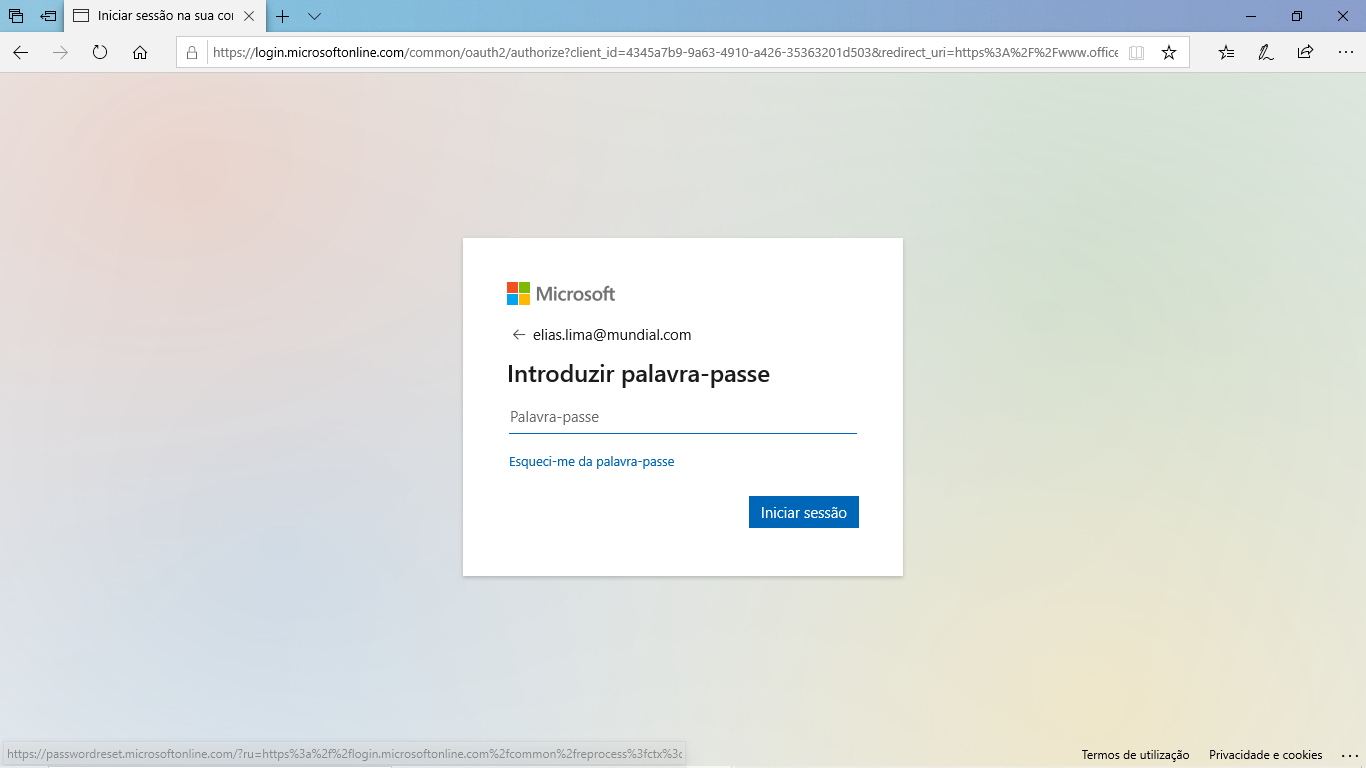 Iniciar sessão na sua con
https://login.microsoftonline.com/common/oauth2/authorize?client_id=4345a7b9-9a63-4910-a426-35363201d503&redirect_uri=https%3A%2F%2Fwww.office
Microsoft
elias.lima@mundial.com
Introduzir palavra-passe
Palavra-passe
Esqueci-me da palavra-passe
Iniciar sessão
https://passwordreset.microsoftonline.com/?ru=https%3a%2f%2flogin.microsoftonline.com%2fcommon%2freprocess%3fctx%3c
Termos de utilização Privacidade e cookies ...